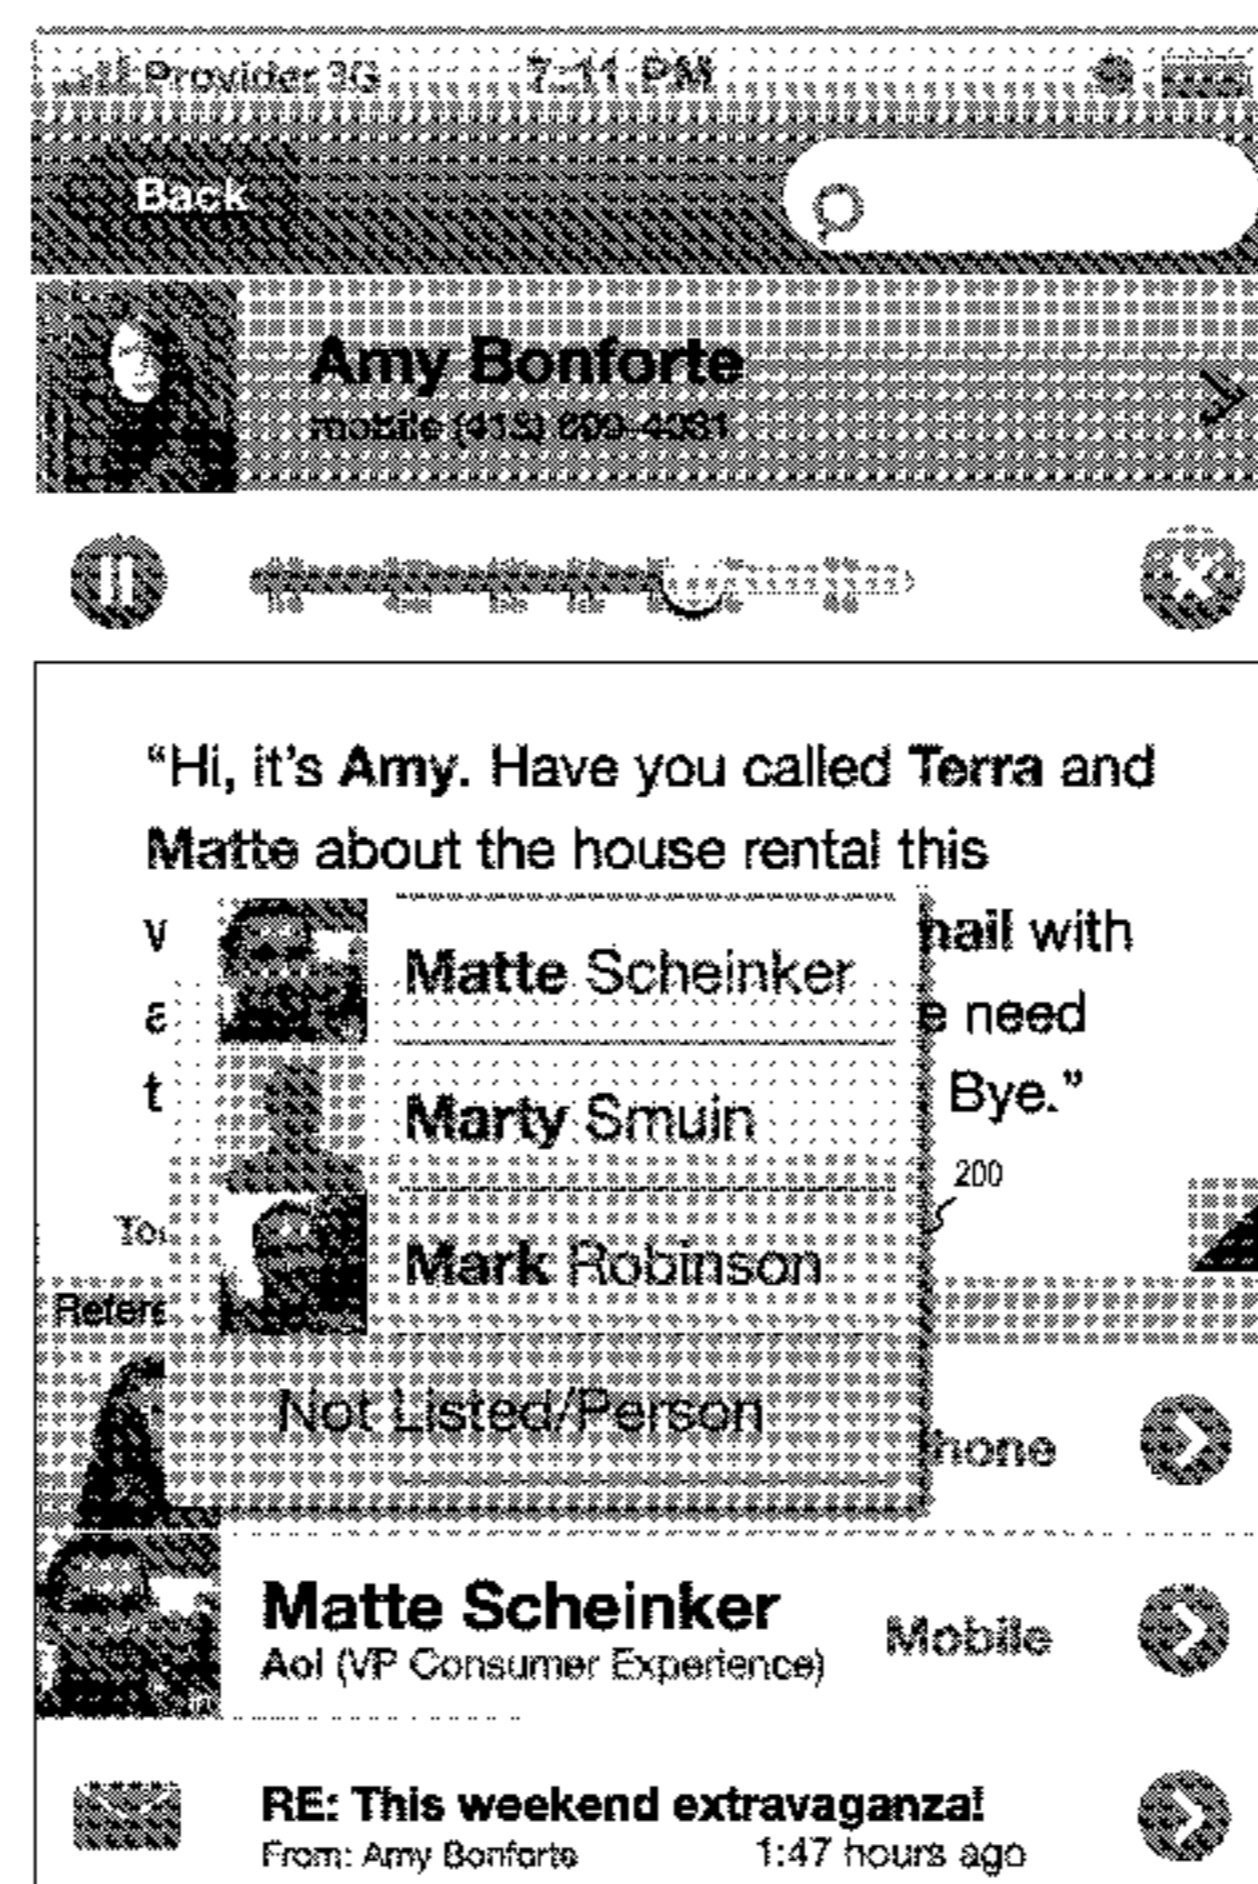 Provider 3G 7:11 PM
Back
Amy Bonforte
mobile
“Hi, it’s Amy. Have you called Terra and
Matte about the house rental this
with
Matte Scheinker
need
Marty Smuin
Bye.”
200
Mark Robinson
Not Listed/Person
Matte Scheinker
Aol (VP Consumer Experience)
Mobile
RE: This weekend extravaganza!
From: Amy Bonforte 1:47 hours ago